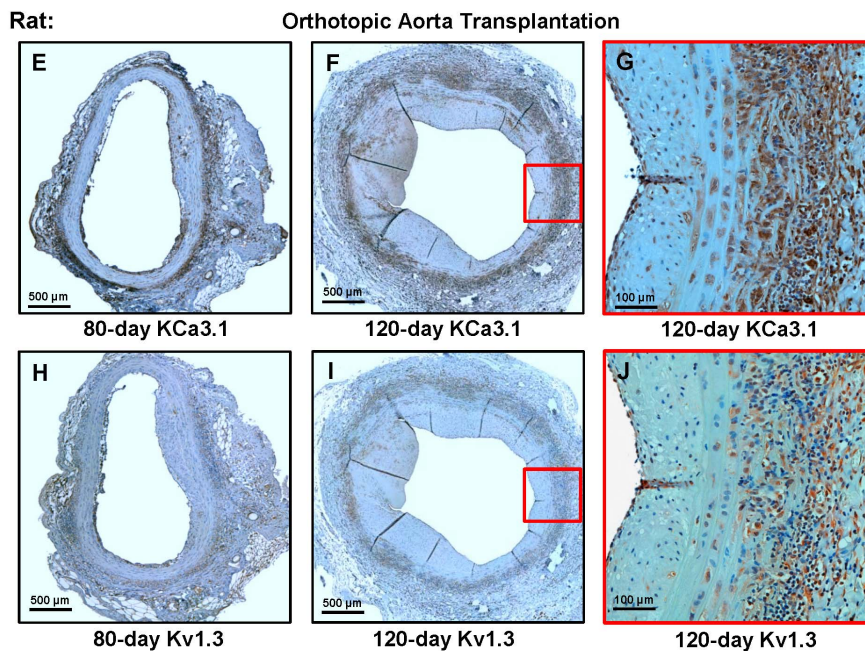 Rat: Orthotopic Aorta Transplantation
E F G
500 µm 500 µm 100 µm
80-day KCa3.1 120-day KCa3.1 120-day KCa3.1
H I J
500 µm 500 µm 100 µm
80-day Kv1.3 120-day Kv1.3 120-day Kv1.3